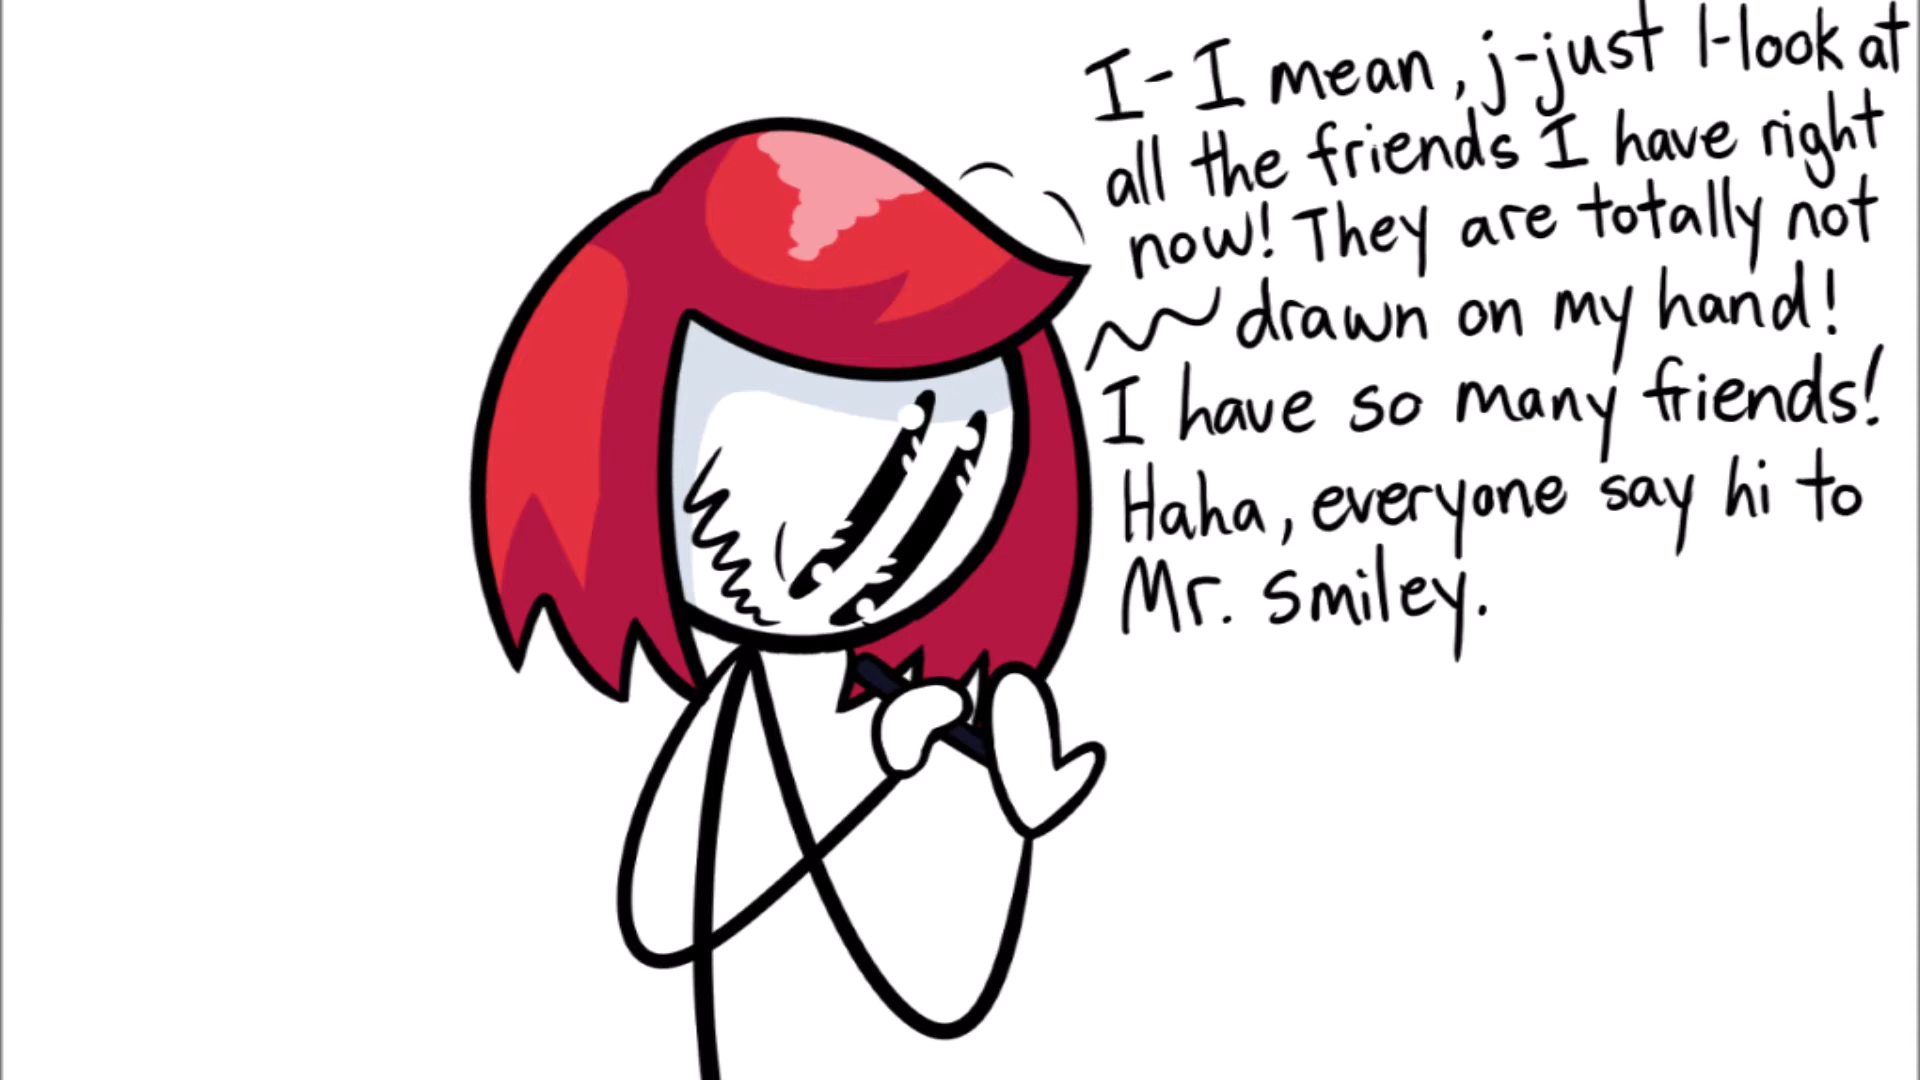 I-I mean, j-just l-look at
all the friends I have right
now! They are totally not
drawn on my hand!
I have so many friends!
Haha, everyone say hi to
Mr. Smiley.